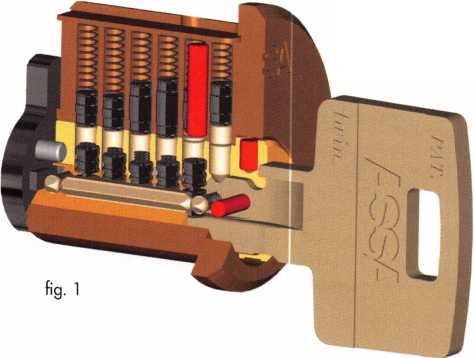 Twin
PAT.
ASSA
fig. 1